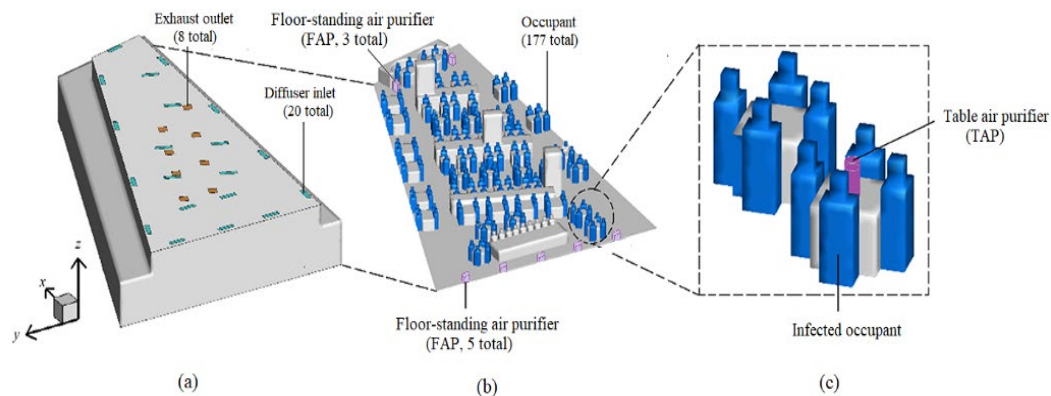 Exhaust outlet
(8 total)
Diffuser inlet
(20 total)
z
x
y
(a)
Floor-standing air purifier
(FAP, 3 total)
Occupant
(177 total)
Floor-standing air purifier
(FAP, 5 total)
(b)
Table air purifier
(TAP)
Infected occupant
(c)